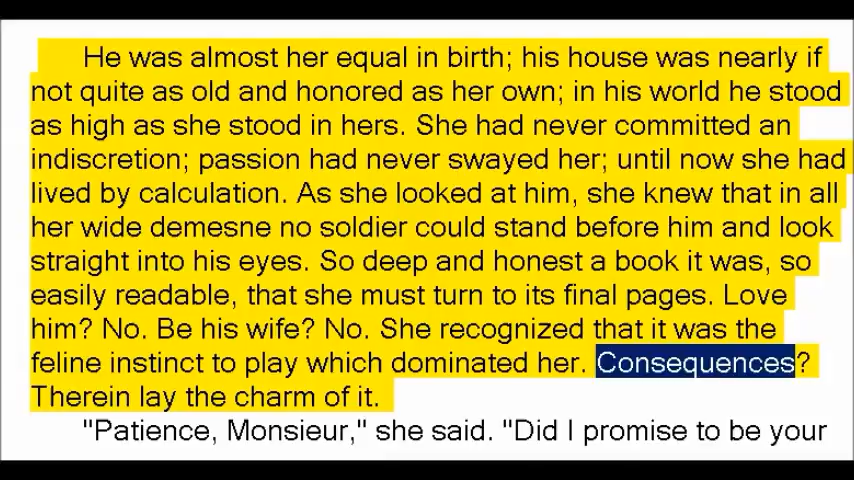 He was almost her equal in birth; his house was nearly if
not quite as old and honored as her own; in his world he stood
as high as she stood in hers. She had never committed an
indiscretion; passion had never swayed her; until now she had
lived by calculation. As she looked at him, she knew that in all
her wide demesne no soldier could stand before him and look
straight into his eyes. So deep and honest a book it was, so
easily readable, that she must turn to its final pages. Love
him? No. Be his wife? No. She recognized that it was the
feline instinct to play which dominated her. Consequences?
Therein lay the charm of it.
"Patience, Monsieur," she said. "Did I promise to be your